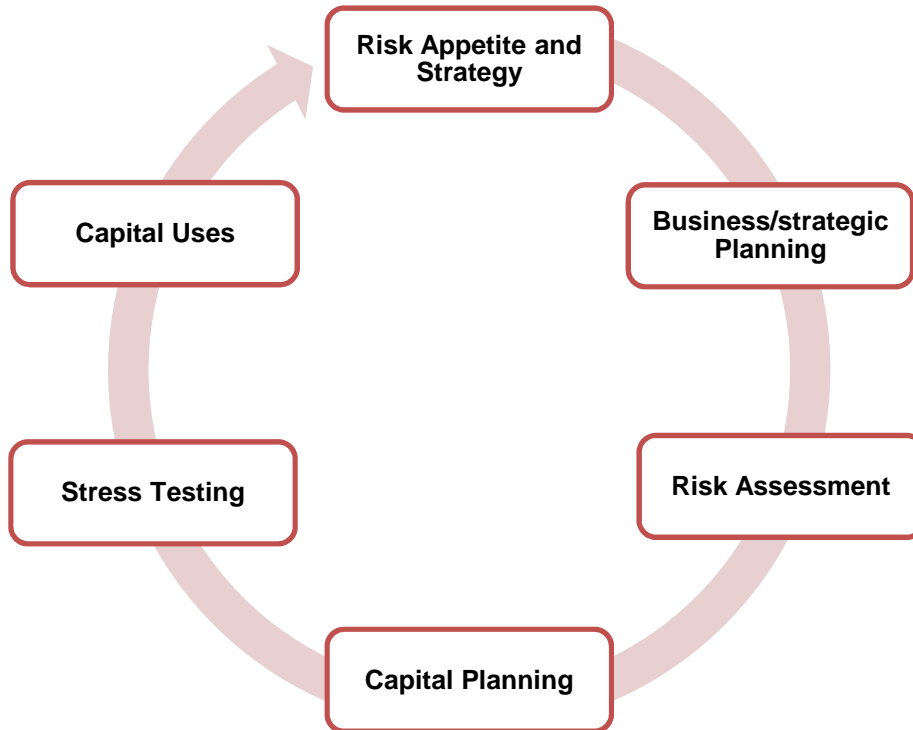 Risk Appetite and
Strategy
Business/strategic
Planning
Risk Assessment
Capital Planning
Stress Testing
Capital Uses